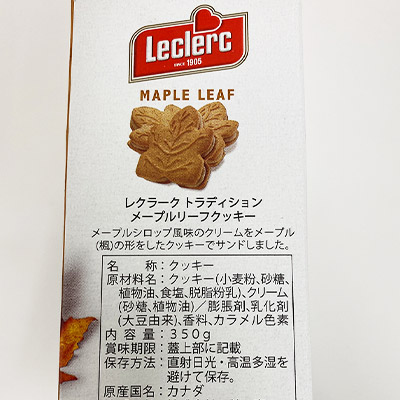 Leclerc
SINCE 1905
MAPLE LEAF
レクラーク トラディション
メープルリーフクッキー
メープルシロップ風味のクリームをメープル
(楓)の形をしたクッキーでサンドしました。
名　　称：クッキー
原材料名：クッキー(小麦粉、砂糖、
植物油、食塩、脱脂粉乳)、クリーム
(砂糖、植物油)／膨脹剤、乳化剤
(大豆由来)、香料、カラメル色素
内 容 量：３５０g
賞味期限：蓋上部に記載
保存方法：直射日光・高温多湿を
避けて保存。
原産国名：カナダ